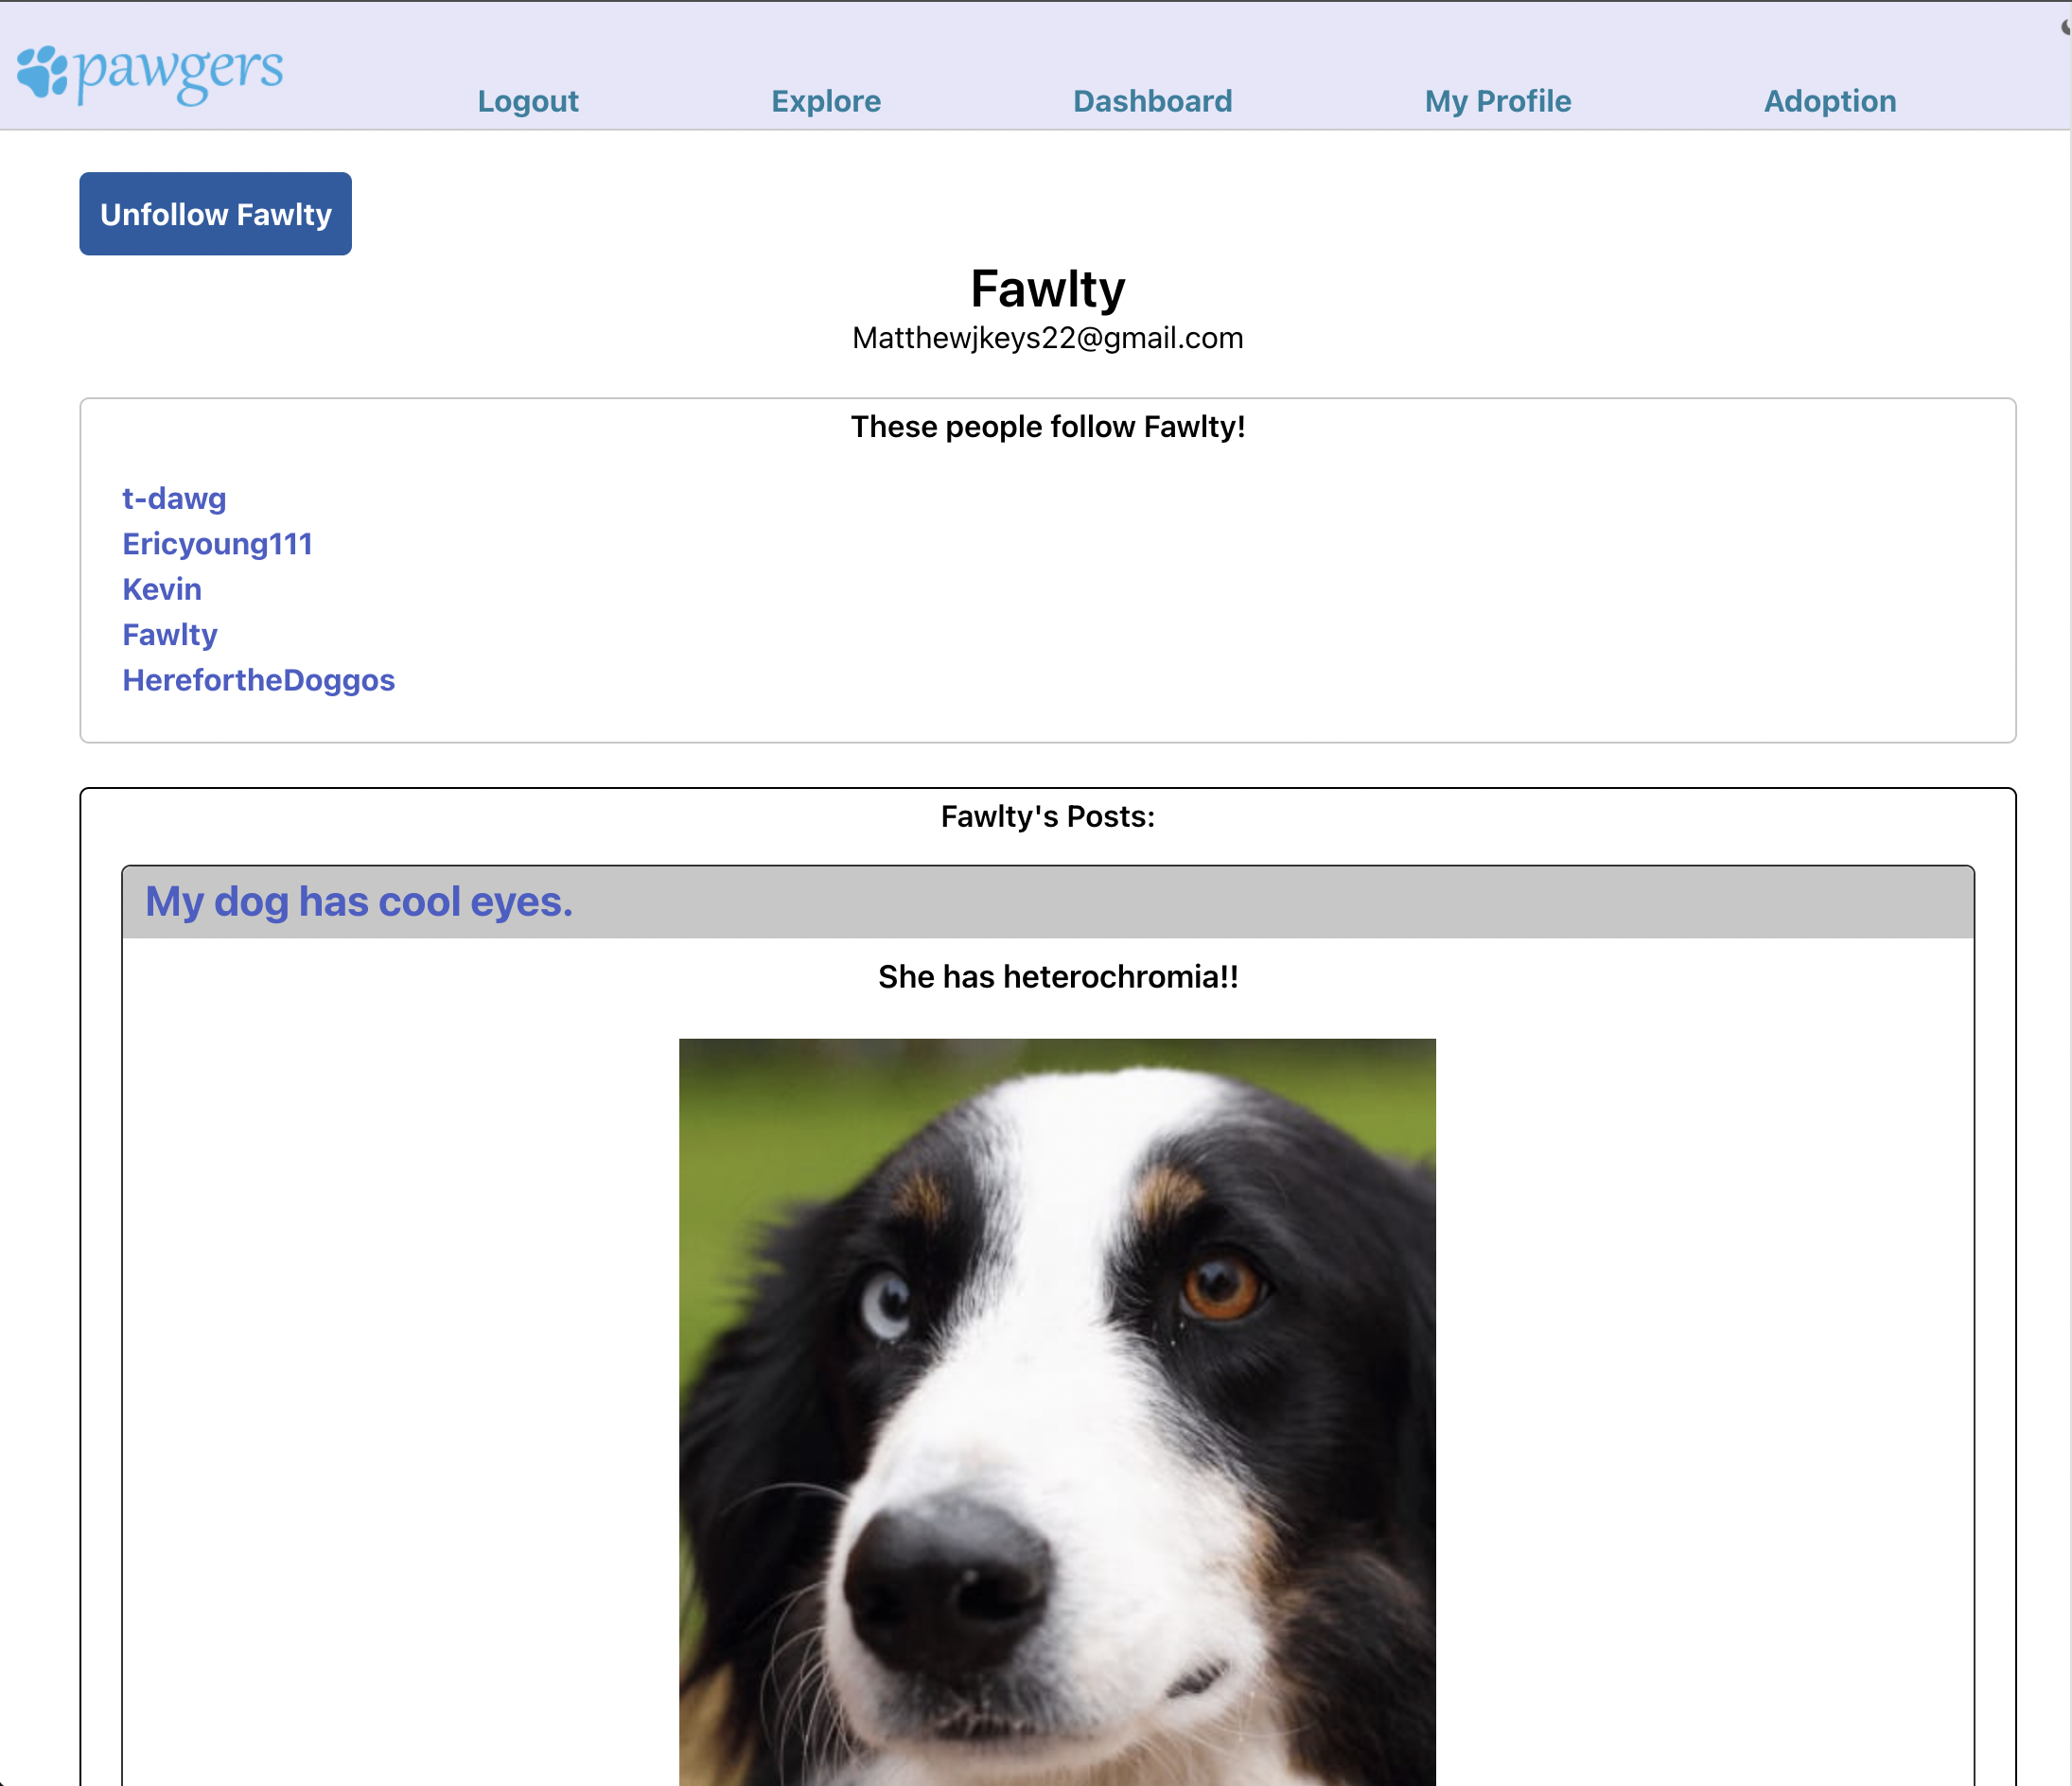 pawgers
Logout Explore Dashboard My Profile Adoption
Unfollow Fawlty
Fawlty
Matthewjkeys22@gmail.com
These people follow Fawlty!
t-dawg
Ericyoung111
Kevin
Fawlty
HerefortheDoggos
Fawlty's Posts:
My dog has cool eyes.
She has heterochromia!!